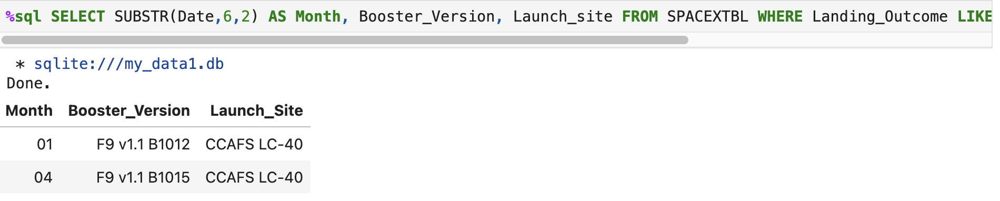 %sql SELECT SUBSTR(Date,6,2) AS Month, Booster_Version, Launch_site FROM SPACEXTBL WHERE Landing_Outcome LIKE
* sqlite:///my_data1.db
Done.
Month Booster_Version Launch_Site
01 F9 v1.1 B1012 CCAFS LC-40
04 F9 v1.1 B1015 CCAFS LC-40